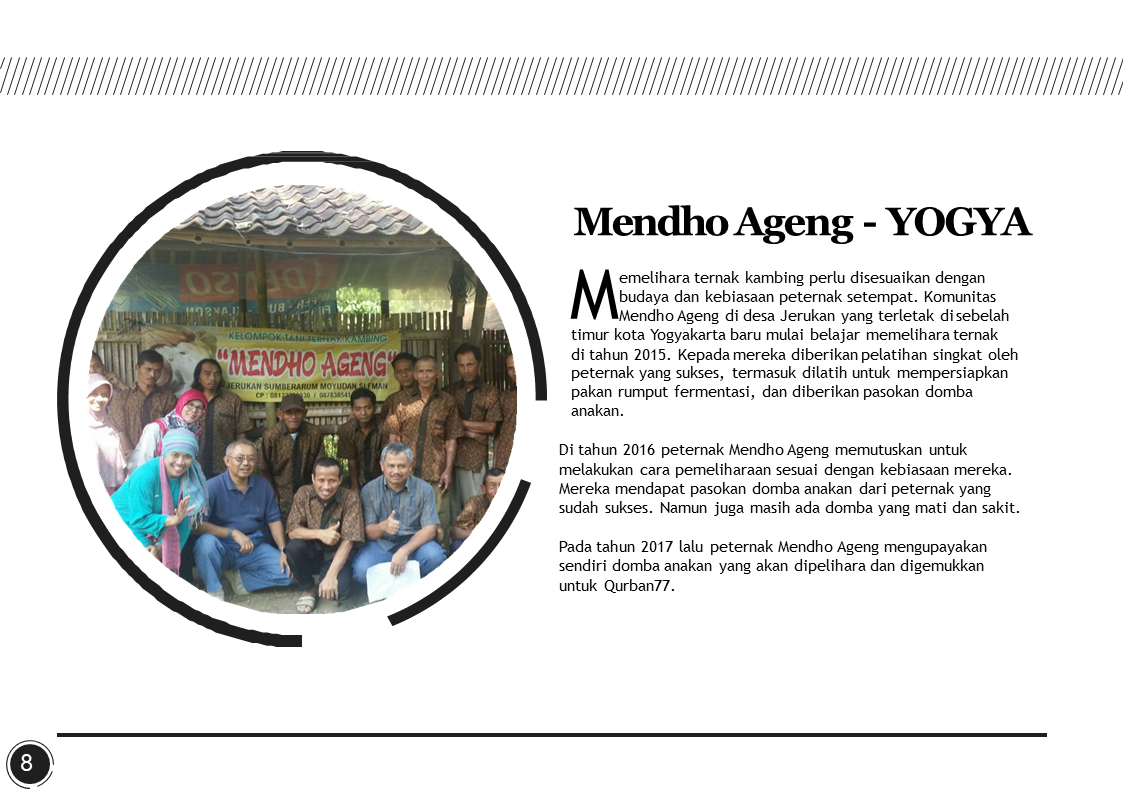 Mendho Ageng - YOGYA
Memelihara ternak kambing perlu disesuaikan dengan
budaya dan kebiasaan peternak setempat. Komunitas
Mendho Ageng di desa Jerukan yang terletak di sebelah
timur kota Yogyakarta baru mulai belajar memelihara ternak
di tahun 2015. Kepada mereka diberikan pelatihan singkat oleh
peternak yang sukses, termasuk dilatih untuk mempersiapkan
pakan rumput fermentasi, dan diberikan pasokan domba
anakan.
Di tahun 2016 peternak Mendho Ageng memutuskan untuk
melakukan cara pemeliharaan sesuai dengan kebiasaan mereka.
Mereka mendapat pasokan domba anakan dari peternak yang
sudah sukses. Namun juga masih ada domba yang mati dan sakit.
Pada tahun 2017 lalu peternak Mendho Ageng mengupayakan
sendiri domba anakan yang akan dipelihara dan digemukkan
untuk Qurban77.
DENSO
KELOMPOK TANI TERNAK KAMBING
"MENDHO AGENG"
JERUKAN SUMBERARUM MOYUDAN SLEMAN
CP :
8